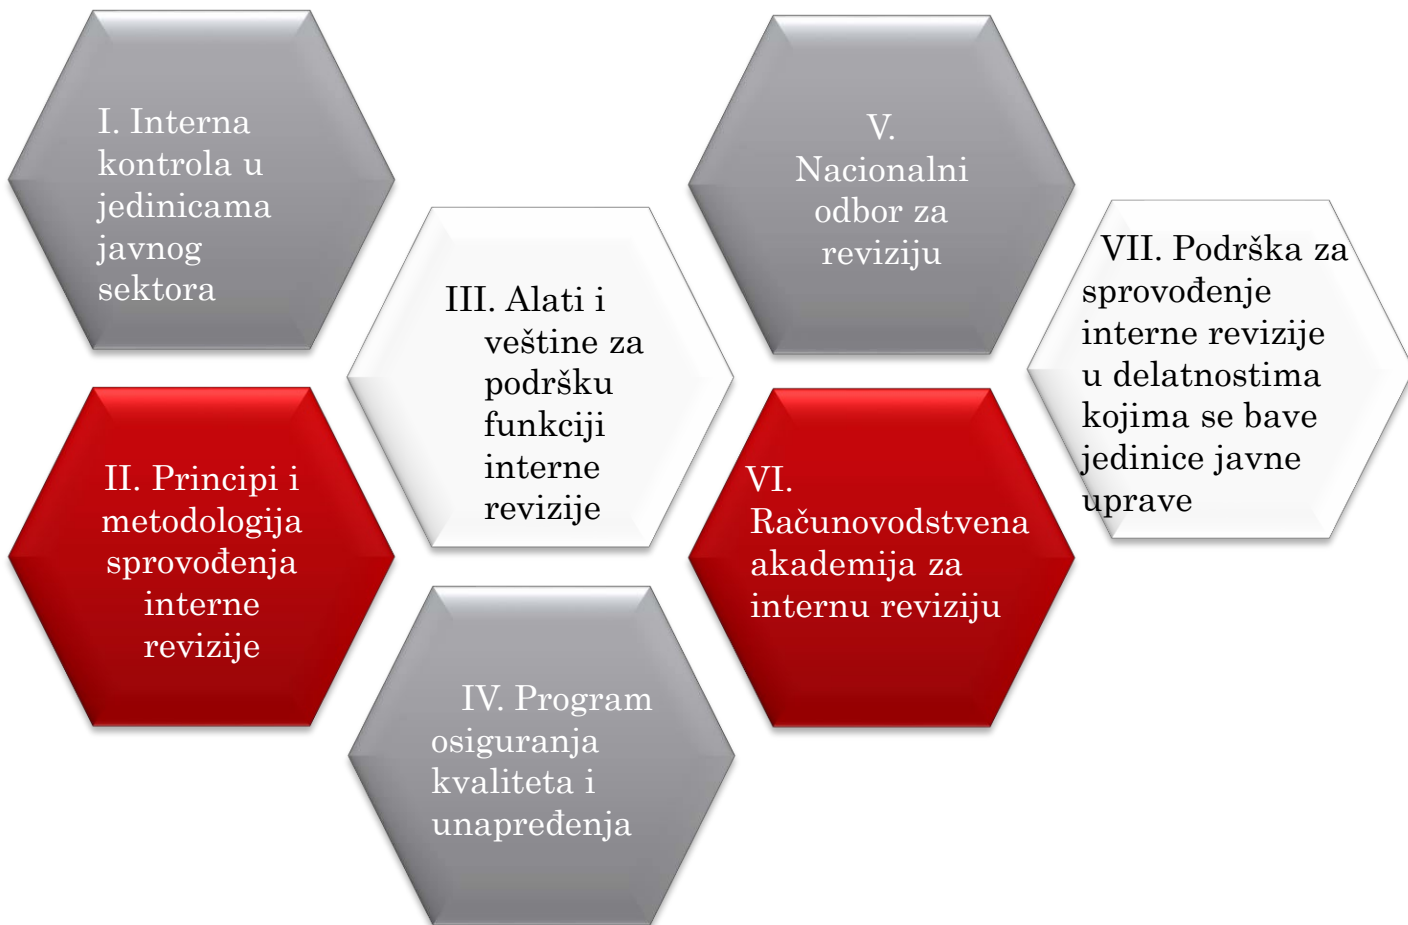 I. Interna
kontrola u
jedinicama
javnog
sektora
II. Principi i
metodologija
sprovođenja
interne
revizije
III. Alati i
veštine za
podršku
funkciji
interne
revizije
IV. Program
osiguranja
kvaliteta i
unapređenja
V.
Nacionalni
odbor za
reviziju
VI.
Računovodstvena
akademija za
internu reviziju
VII. Podrška za
sprovođenje
interne revizije
u delatnostima
kojima se bave
jedinice javne
uprave